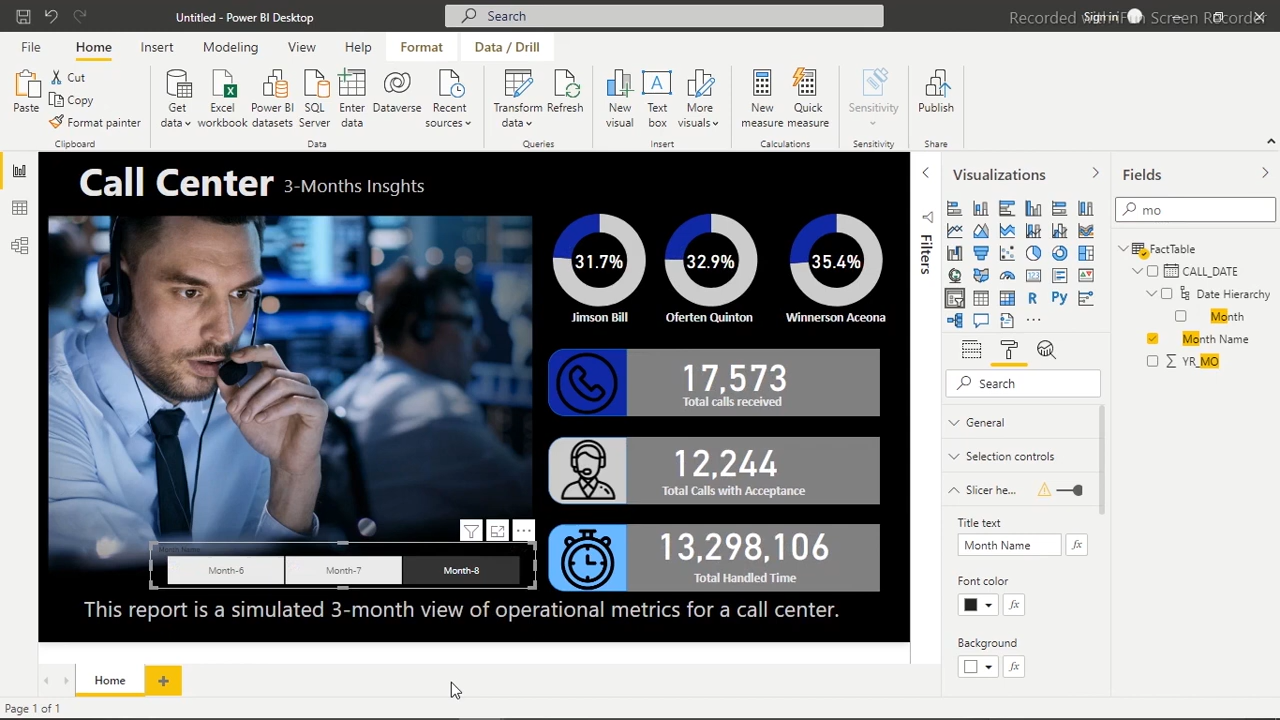 Untitled - Power BI Desktop
Search
Sign in
Screen Recorder
File
Home
Insert
Modeling
View
Help
Format
Data / Drill
Paste
Cut
Copy
Format painter
Get data
Excel workbook
Power BI datasets
SQL Server
Enter data
Dataverse
Recent sources
Transform data
Refresh
New visual
Text box
More visuals
New measure
Quick measure
Sensitivity
Publish
Clipboard
Data
Queries
Insert
Calculations
Sensitivity
Share
Call Center 3-Months Insghts
31.7%
32.9%
35.4%
Jimson Bill
Oferten Quinton
Winnerson Aceona
17,573
Total calls received
12,244
Total Calls with Acceptance
13,298,106
Total Handled Time
Month Name
Month-6
Month-7
Month-8
This report is a simulated 3-month view of operational metrics for a call center.
Filters
Visualizations
R
Py
Search
General
Selection controls
Slicer he...
Title text
Month Name
fx
Font color
fx
Background
fx
Fields
mo
FactTable
CALL_DATE
Date Hierarchy
Month
Month Name
YR_MO
Home
Page 1 of 1